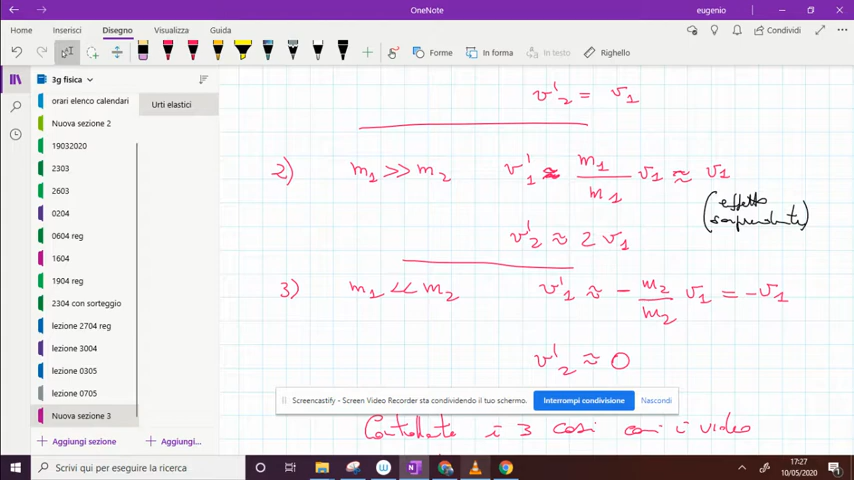 OneNote
eugenio
Home
Inserisci
Disegno
Visualizza
Guida
Condividi
Forme
In forma
In testo
Righello
3g fisica
orari elenco calendari
Nuova sezione 2
19032020
2303
2603
0204
0604 reg
1604
1904 reg
2304 con sorteggio
lezione 2704 reg
lezione 3004
lezione 0305
lezione 0705
Nuova sezione 3
Aggiungi sezione
Urti elastici
Aggiungi...
v'2 = v1
2) m1 >> m2 v'1 ≈ m1/m1 v1 ≈ v1
(effetto
sorprendente)
v'2 ≈ 2 v1
3) m1 << m2 v'1 ≈ - m2/m2 v1 = -v1
v'2 ≈ 0
Screencastify - Screen Video Recorder sta condividendo il tuo schermo.
Interrompi condivisione
Nascondi
Controllate i 3 casi con i video
Scrivi qui per eseguire la ricerca
17:27
10/05/2020